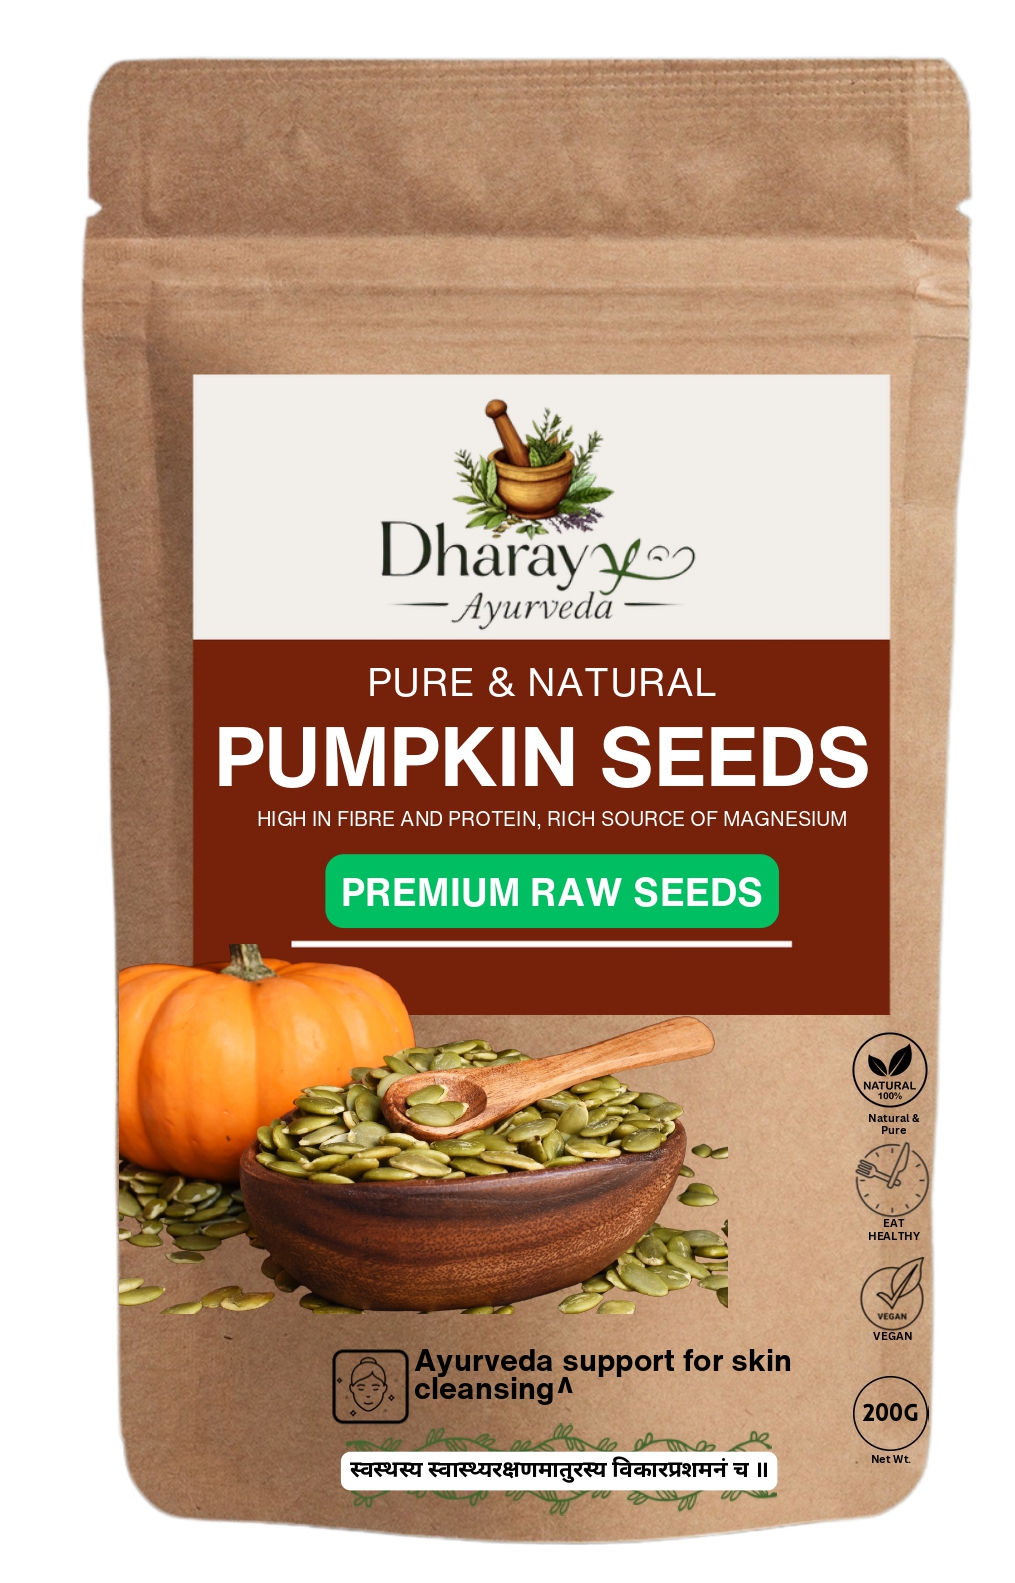 Dharay
Ayurveda
PURE & NATURAL
PUMPKIN SEEDS
HIGH IN FIBRE AND PROTEIN, RICH SOURCE OF MAGNESIUM
PREMIUM RAW SEEDS
NATURAL
100%
Natural &
Pure
EAT
HEALTHY
VEGAN
VEGAN
Ayurveda support for skin
cleansing^
200G
Net Wt.
स्वस्थस्य स्वास्थ्यरक्षणमातुरस्य विकारप्रशमनं च ॥